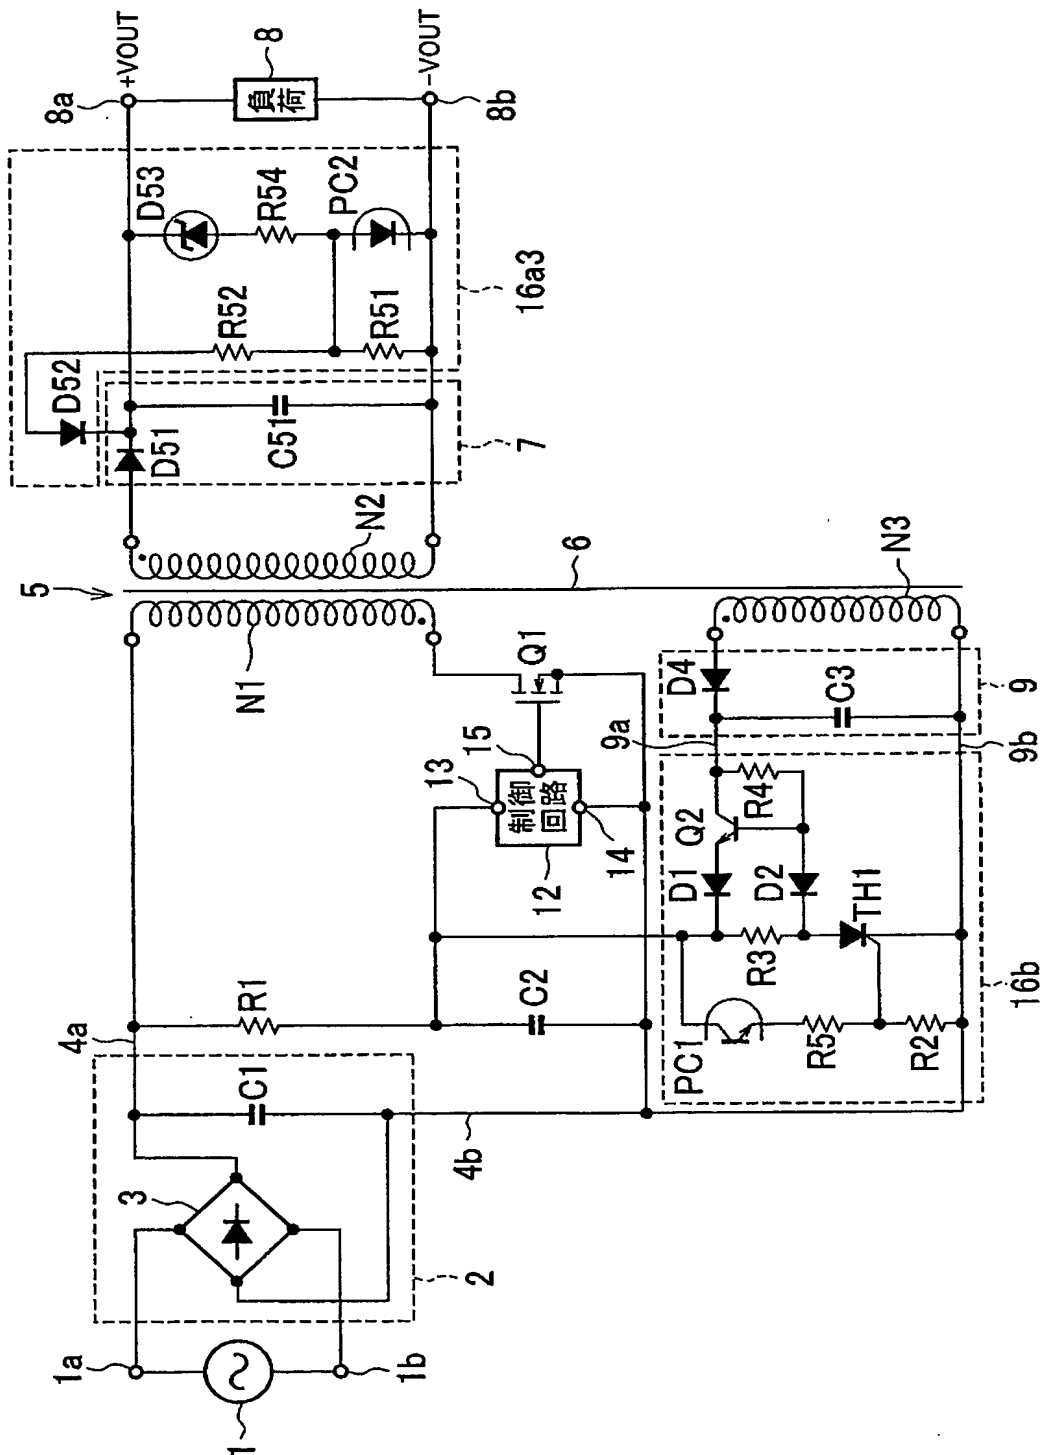 1
1a
1b
2
3
4a
4b
C1
R1
C2
5
N1
N2
6
N3
Q1
13
15
制御
回路
14
12
D51
D52
C51
7
R52
R51
D53
R54
PC2
16a3
8a
+VOUT
8
負荷
8b
-VOUT
PC1
R5
R2
R3
TH1
D1
D2
Q2
R4
16b
9a
9b
D4
C3
9